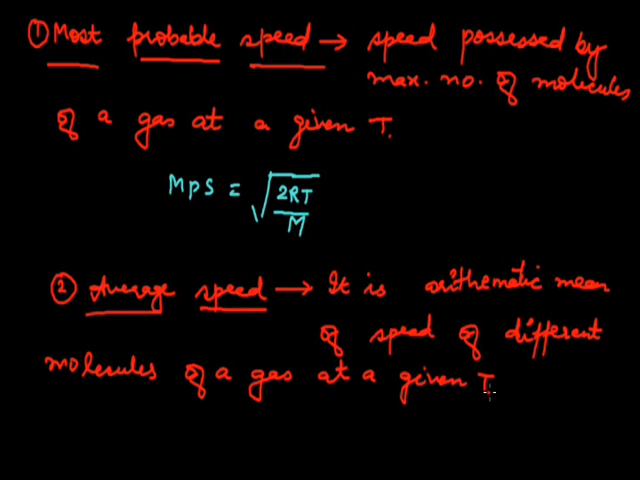 ① Most probable speed → speed possessed by
max. no. of molecules
of a gas at a given T.
MPS = √(2RT/M)
② Average speed → It is arithematic mean
of speed of different
molecules of a gas at a given T